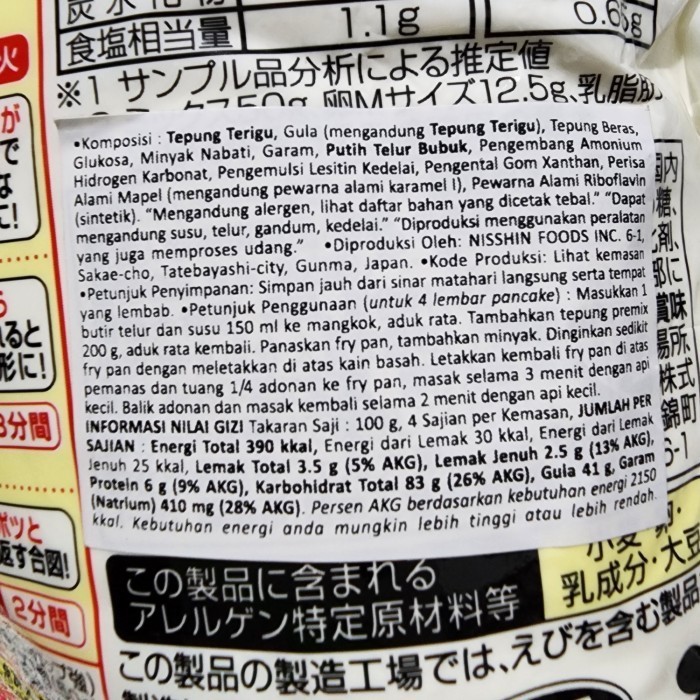 食塩相当量 1.1g 0.65g
※1 サンプル品分析による推定値
•Komposisi : Tepung Terigu, Gula (mengandung Tepung Terigu), Tepung Beras,
Glukosa, Minyak Nabati, Garam, Putih Telur Bubuk, Pengembang Amonium
Hidrogen Karbonat, Pengemulsi Lesitin Kedelai, Pengental Gom Xanthan, Perisa
Alami Mapel (mengandung pewarna alami karamel I), Pewarna Alami Riboflavin
(sintetik). “Mengandung alergen, lihat daftar bahan yang dicetak tebal.” “Dapat
mengandung susu, telur, gandum, kedelai.” “Diproduksi menggunakan peralatan
yang juga memproses udang.” •Diproduksi Oleh: NISSHIN FOODS INC. 6-1,
Sakae-cho, Tatebayashi-city, Gunma, Japan. •Kode Produksi: Lihat kemasan
•Petunjuk Penyimpanan: Simpan jauh dari sinar matahari langsung serta tempat
yang lembab. •Petunjuk Penggunaan (untuk 4 lembar pancake) : Masukkan 1
butir telur dan susu 150 ml ke mangkok, aduk rata. Tambahkan tepung premix
200 g, aduk rata kembali. Panaskan fry pan, tambahkan minyak. Dinginkan sedikit
fry pan dengan meletakkan di atas kain basah. Letakkan kembali fry pan di atas
pemanas dan tuang 1/4 adonan ke fry pan, masak selama 3 menit dengan api
kecil. Balik adonan dan masak kembali selama 2 menit dengan api kecil.
INFORMASI NILAI GIZI Takaran Saji : 100 g, 4 Sajian per Kemasan, JUMLAH PER
SAJIAN : Energi Total 390 kkal, Energi dari Lemak 30 kkal, Energi dari Lemak
Jenuh 25 kkal, Lemak Total 3.5 g (5% AKG), Lemak Jenuh 2.5 g (13% AKG),
Protein 6 g (9% AKG), Karbohidrat Total 83 g (26% AKG), Gula 41 g, Garam
(Natrium) 410 mg (28% AKG). Persen AKG berdasarkan kebutuhan energi 2150
kkal. Kebutuhan energi anda mungkin lebih tinggi atau lebih rendah.
この製品に含まれる
アレルゲン特定原材料等
乳成分・大豆
この製品の製造工場では、えびを含む製品
火
が
で
な
に!
ると
形に!
3分間
返す合図!
2分間